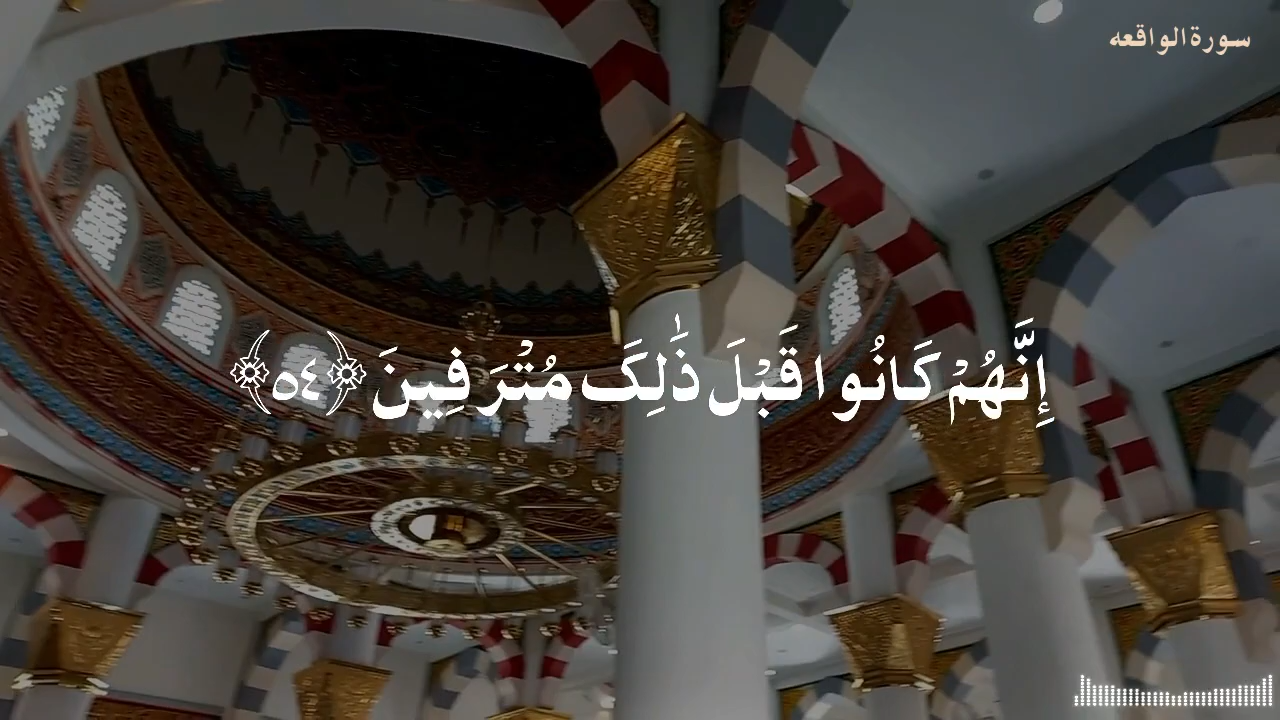 سورة الواقعه
إِنَّهُمْ كَانُوا قَبْلَ ذَٰلِكَ مُتْرَفِينَ ﴿٥٤﴾